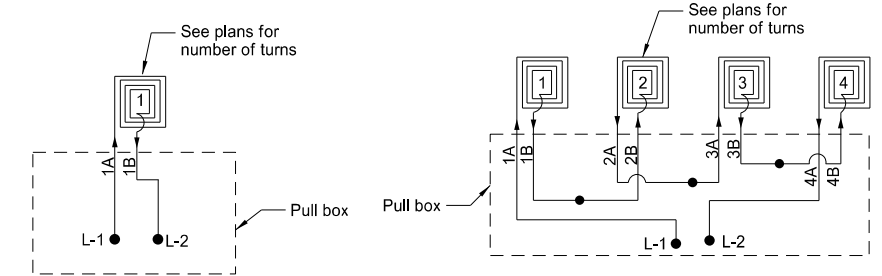 See plans for
number of turns
1
1A
1B
Pull box
L-1
L-2
See plans for
number of turns
1
2
3
4
1A
1B
2A
2B
3A
3B
4A
4B
Pull box
L-1
L-2